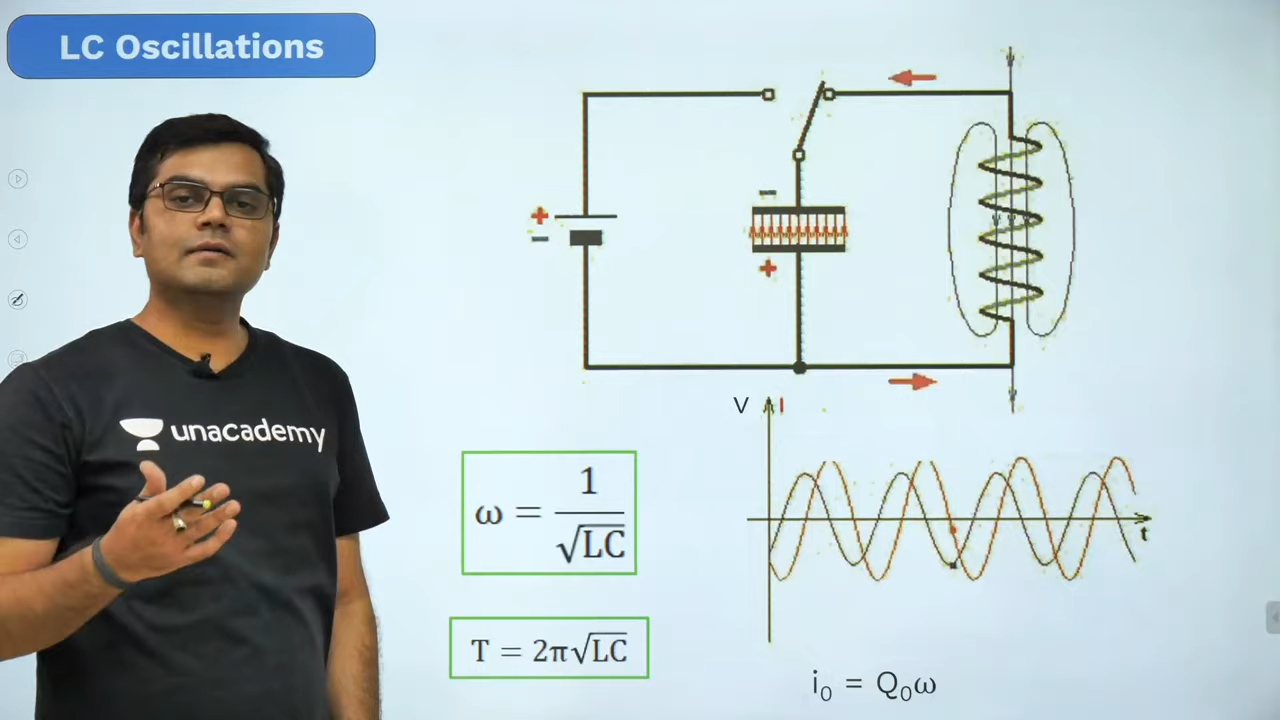 LC Oscillations
unacademy
+
−
−
+
V I
t
ω = 1/√LC
T = 2π√LC
i₀ = Q₀ω